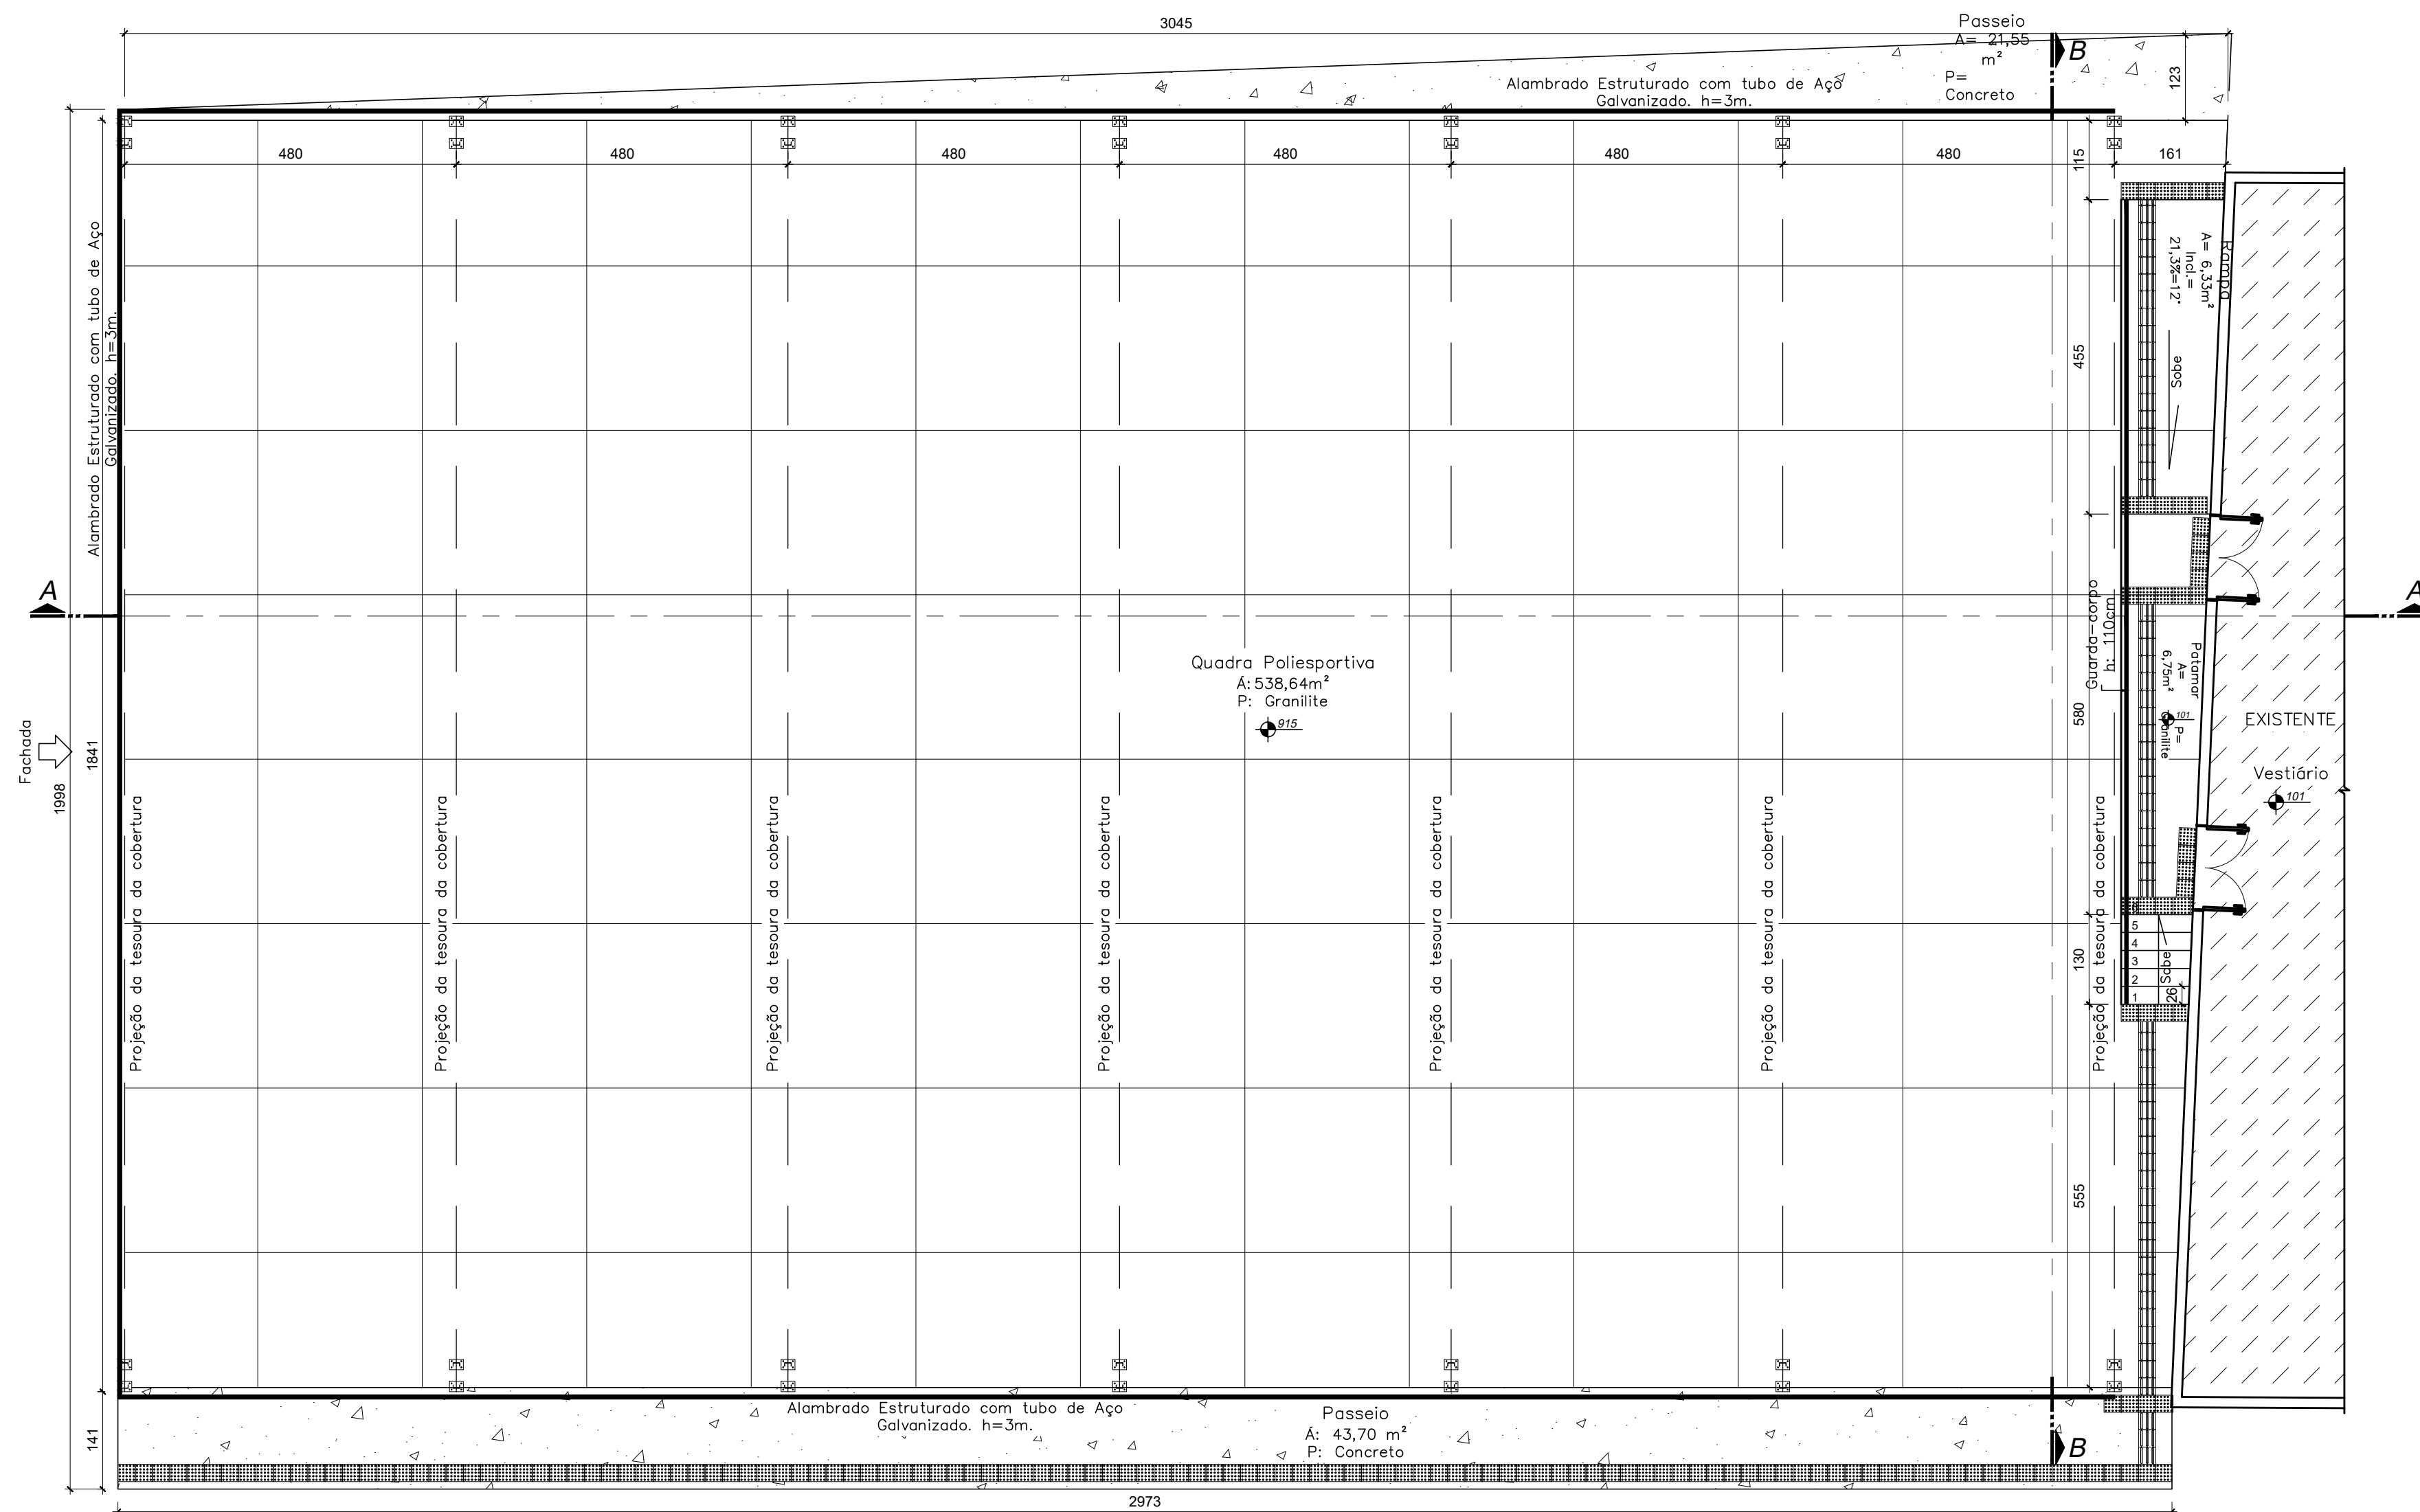 3045
Passeio
A= 21,55
m²
P=
Concreto
B
123
Alambrado Estruturado com tubo de Aço
Galvanizado. h=3m.
480
480
480
480
480
480
115
161
Alambrado Estruturado com tubo de Aço
Galvanizado. h=3m.
Rampa
A= 6,33m²
Incl.=
21,3%=12°
Sobe
455
A
A
Guarda-corpo
h: 110cm
Quadra Poliesportiva
Á: 538,64m²
P: Granilite
915
Patamar
A=
6,75m²
101
P=
Granilite
580
EXISTENTE
Vestiário
101
Fachada
1841
1998
Projeção da tesoura da cobertura
Projeção da tesoura da cobertura
Projeção da tesoura da cobertura
Projeção da tesoura da cobertura
Projeção da tesoura da cobertura
Projeção da tesoura da cobertura
Projeção da tesoura da cobertura
6
5
4
3
2
1
Sobe
26
130
555
Alambrado Estruturado com tubo de Aço
Galvanizado. h=3m.
Passeio
Á: 43,70 m²
P: Concreto
141
B
2973